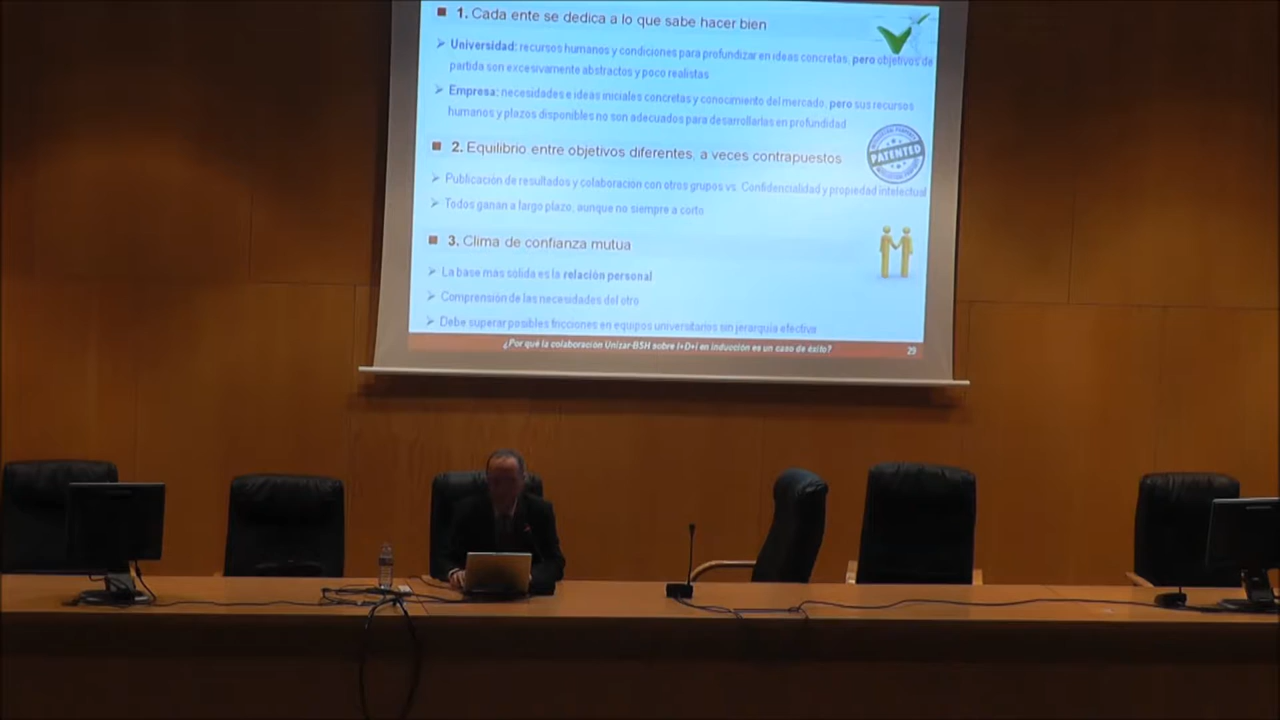 1. Cada ente se dedica a lo que sabe hacer bien
Universidad: recursos humanos y condiciones para profundizar en ideas concretas, pero objetivos de
partida son excesivamente abstractos y poco realistas
Empresa: necesidades e ideas iniciales concretas y conocimiento del mercado, pero sus recursos
humanos y plazos disponibles no son adecuados para desarrollarlas en profundidad
2. Equilibrio entre objetivos diferentes, a veces contrapuestos
PATENTED
Publicación de resultados y colaboración con otros grupos vs. Confidencialidad y propiedad intelectual
Todos ganan a largo plazo, aunque no siempre a corto
3. Clima de confianza mutua
La base más sólida es la relación personal
Comprensión de las necesidades del otro
Debe superar posibles fricciones en equipos universitarios sin jerarquía efectiva
¿Por qué la colaboración Unizar-BSH sobre I+D+i en inducción es un caso de éxito? 29